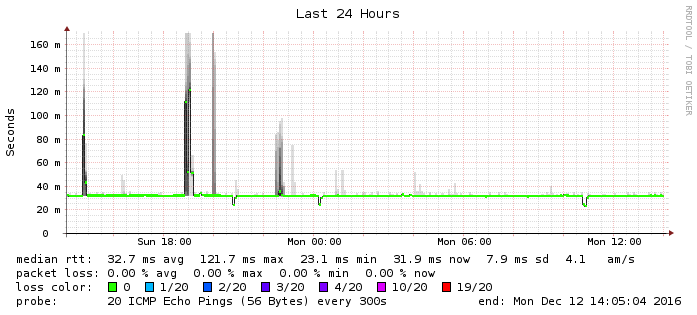 Last 24 Hours
RRDTOOL / TOBI OETIKER
Seconds
160 m
140 m
120 m
100 m
80 m
60 m
40 m
20 m
0
Sun 18:00 Mon 00:00 Mon 06:00 Mon 12:00
median rtt: 32.7 ms avg 121.7 ms max 23.1 ms min 31.9 ms now 7.9 ms sd 4.1 am/s
packet loss: 0.00 % avg 0.00 % max 0.00 % min 0.00 % now
loss color: 0 1/20 2/20 3/20 4/20 10/20 19/20
probe: 20 ICMP Echo Pings (56 Bytes) every 300s end: Mon Dec 12 14:05:04 2016